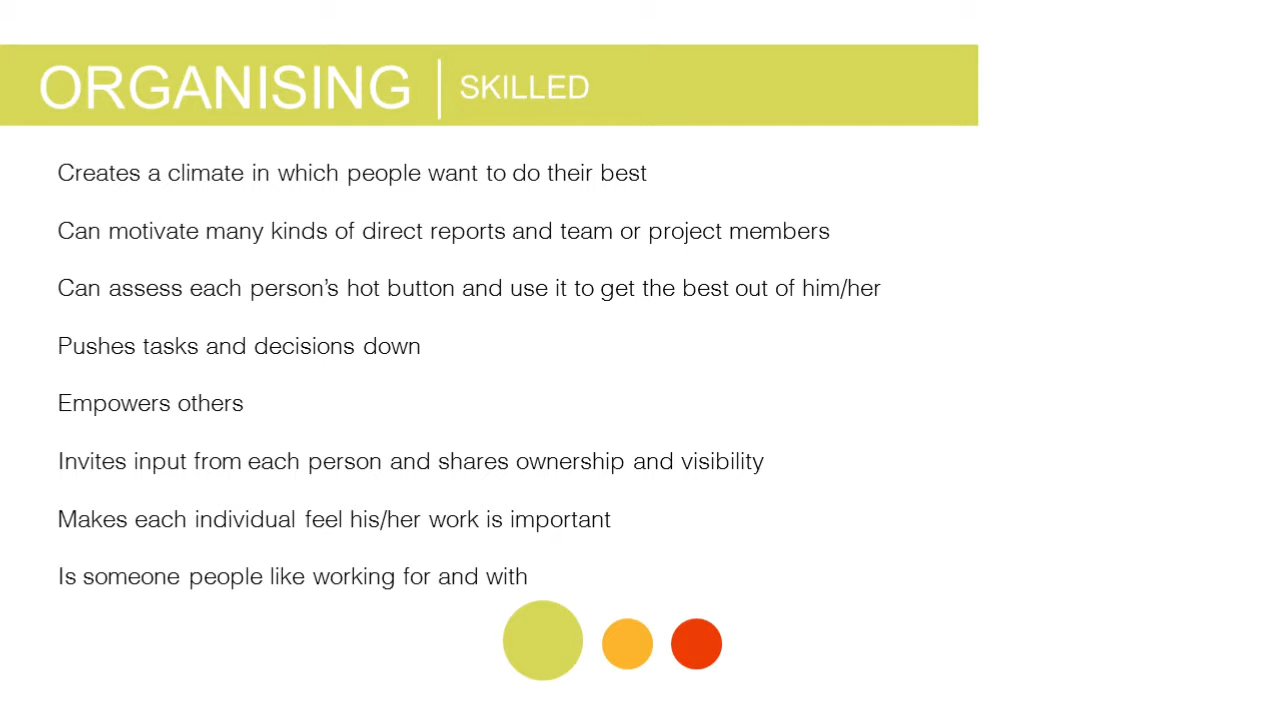 ORGANISING | SKILLED
Creates a climate in which people want to do their best
Can motivate many kinds of direct reports and team or project members
Can assess each person’s hot button and use it to get the best out of him/her
Pushes tasks and decisions down
Empowers others
Invites input from each person and shares ownership and visibility
Makes each individual feel his/her work is important
Is someone people like working for and with